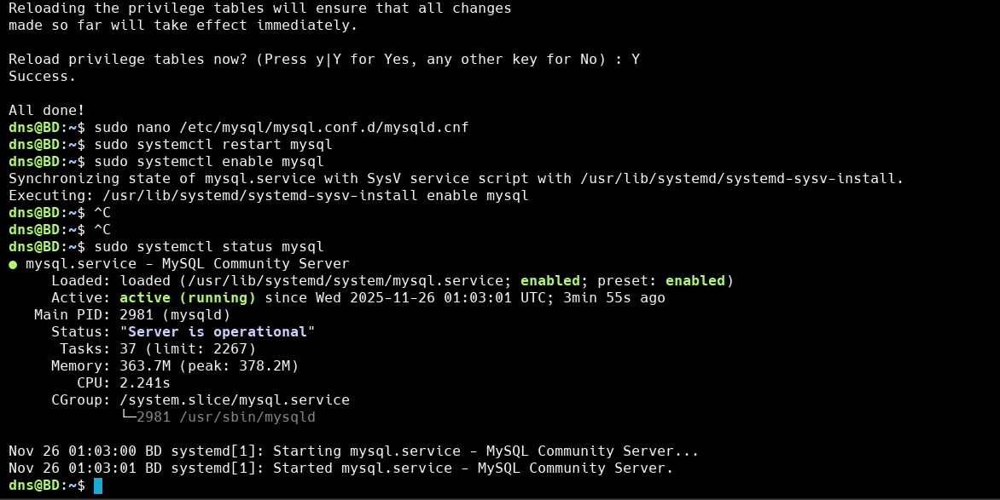 Reloading the privilege tables will ensure that all changes
made so far will take effect immediately.
Reload privilege tables now? (Press y|Y for Yes, any other key for No) : Y
Success.
All done!
dns@BD:~$ sudo nano /etc/mysql/mysql.conf.d/mysqld.cnf
dns@BD:~$ sudo systemctl restart mysql
dns@BD:~$ sudo systemctl enable mysql
Synchronizing state of mysql.service with SysV service script with /usr/lib/systemd/systemd-sysv-install.
Executing: /usr/lib/systemd/systemd-sysv-install enable mysql
dns@BD:~$ ^C
dns@BD:~$ ^C
dns@BD:~$ sudo systemctl status mysql
● mysql.service - MySQL Community Server
     Loaded: loaded (/usr/lib/systemd/system/mysql.service; enabled; preset: enabled)
     Active: active (running) since Wed 2025-11-26 01:03:01 UTC; 3min 55s ago
   Main PID: 2981 (mysqld)
     Status: "Server is operational"
      Tasks: 37 (limit: 2267)
     Memory: 363.7M (peak: 378.2M)
        CPU: 2.241s
     CGroup: /system.slice/mysql.service
             └─2981 /usr/sbin/mysqld
Nov 26 01:03:00 BD systemd[1]: Starting mysql.service - MySQL Community Server...
Nov 26 01:03:01 BD systemd[1]: Started mysql.service - MySQL Community Server.
dns@BD:~$